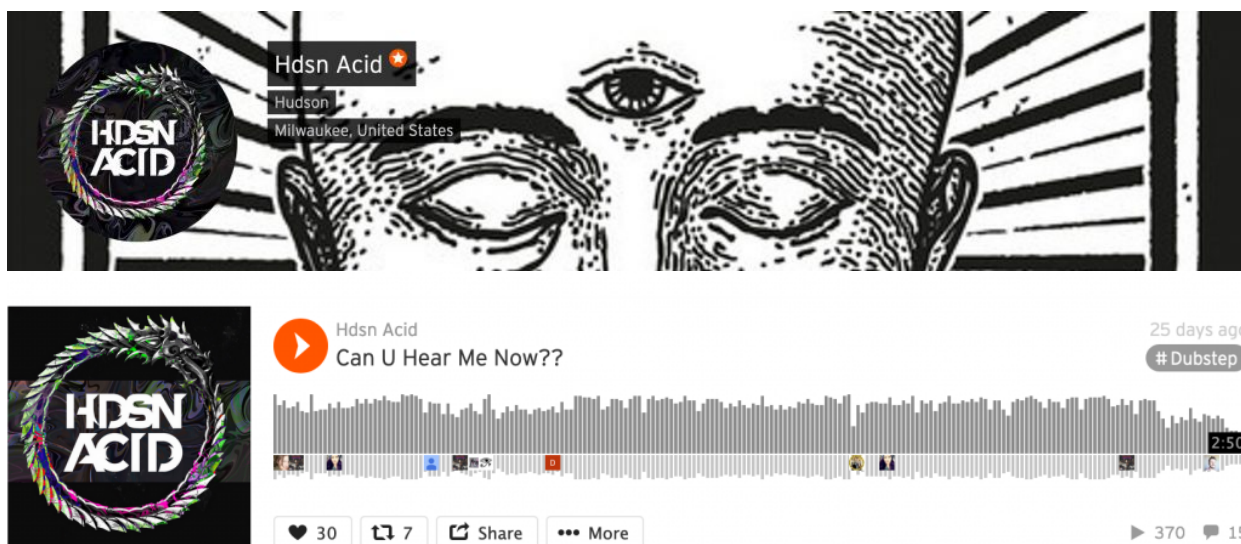 Hdsn Acid
Hudson
Milwaukee, United States
HDSN
ACID
Hdsn Acid
25 days ago
Can U Hear Me Now??
# Dubstep
HDSN
ACID
2:50
D
30
7
Share
More
370
15